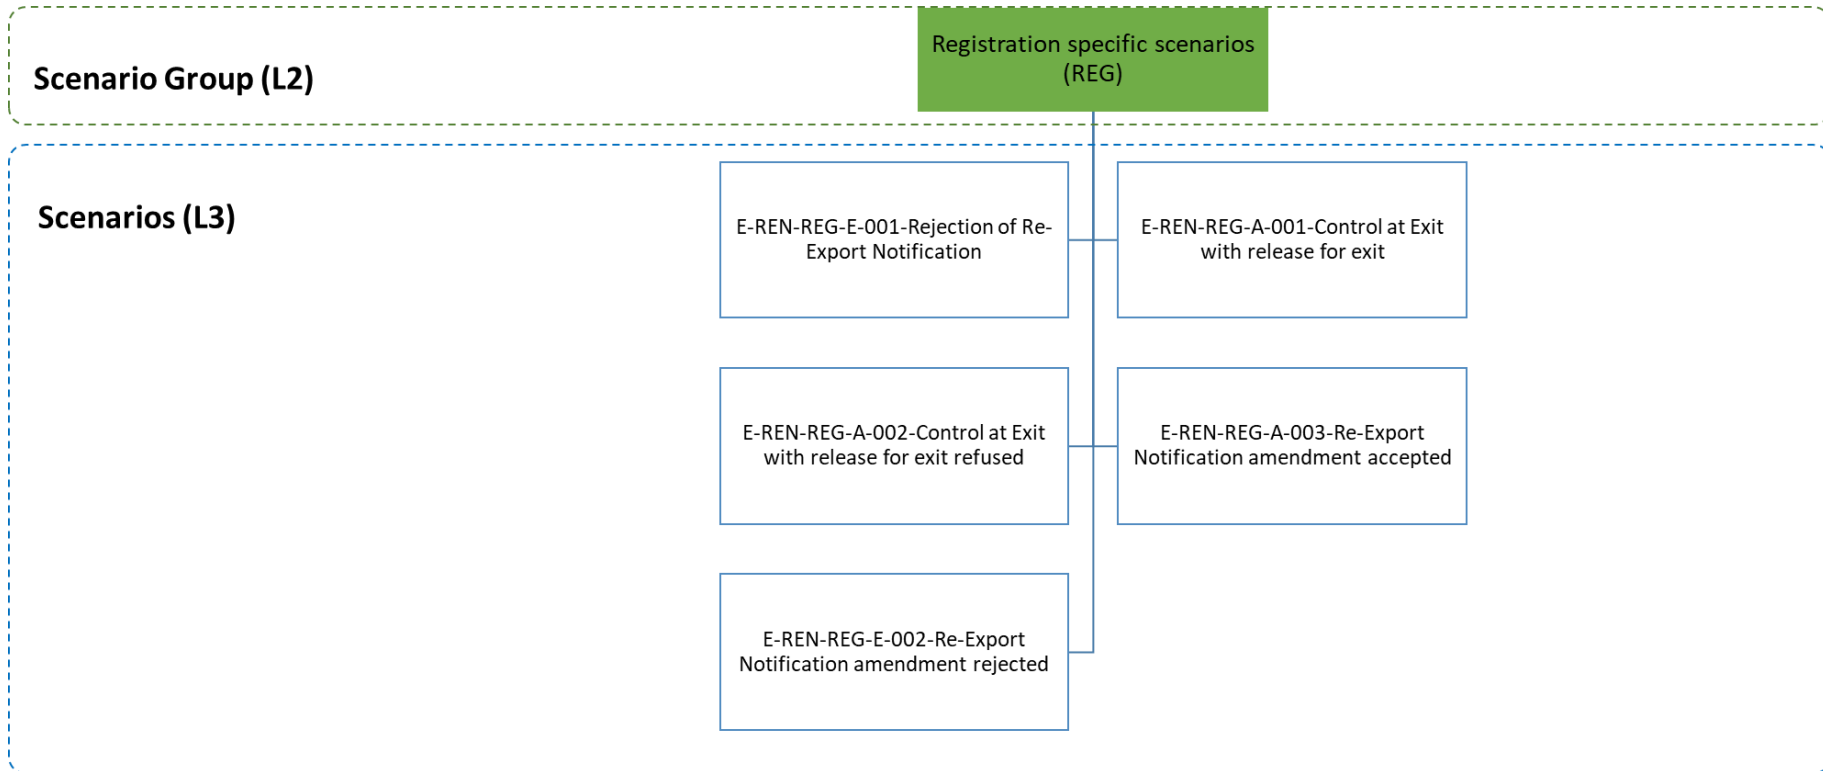 Registration specific scenarios
(REG)
Scenario Group (L2)
Scenarios (L3)
E-REN-REG-E-001-Rejection of Re-
Export Notification
E-REN-REG-A-001-Control at Exit
with release for exit
E-REN-REG-A-002-Control at Exit
with release for exit refused
E-REN-REG-A-003-Re-Export
Notification amendment accepted
E-REN-REG-E-002-Re-Export
Notification amendment rejected